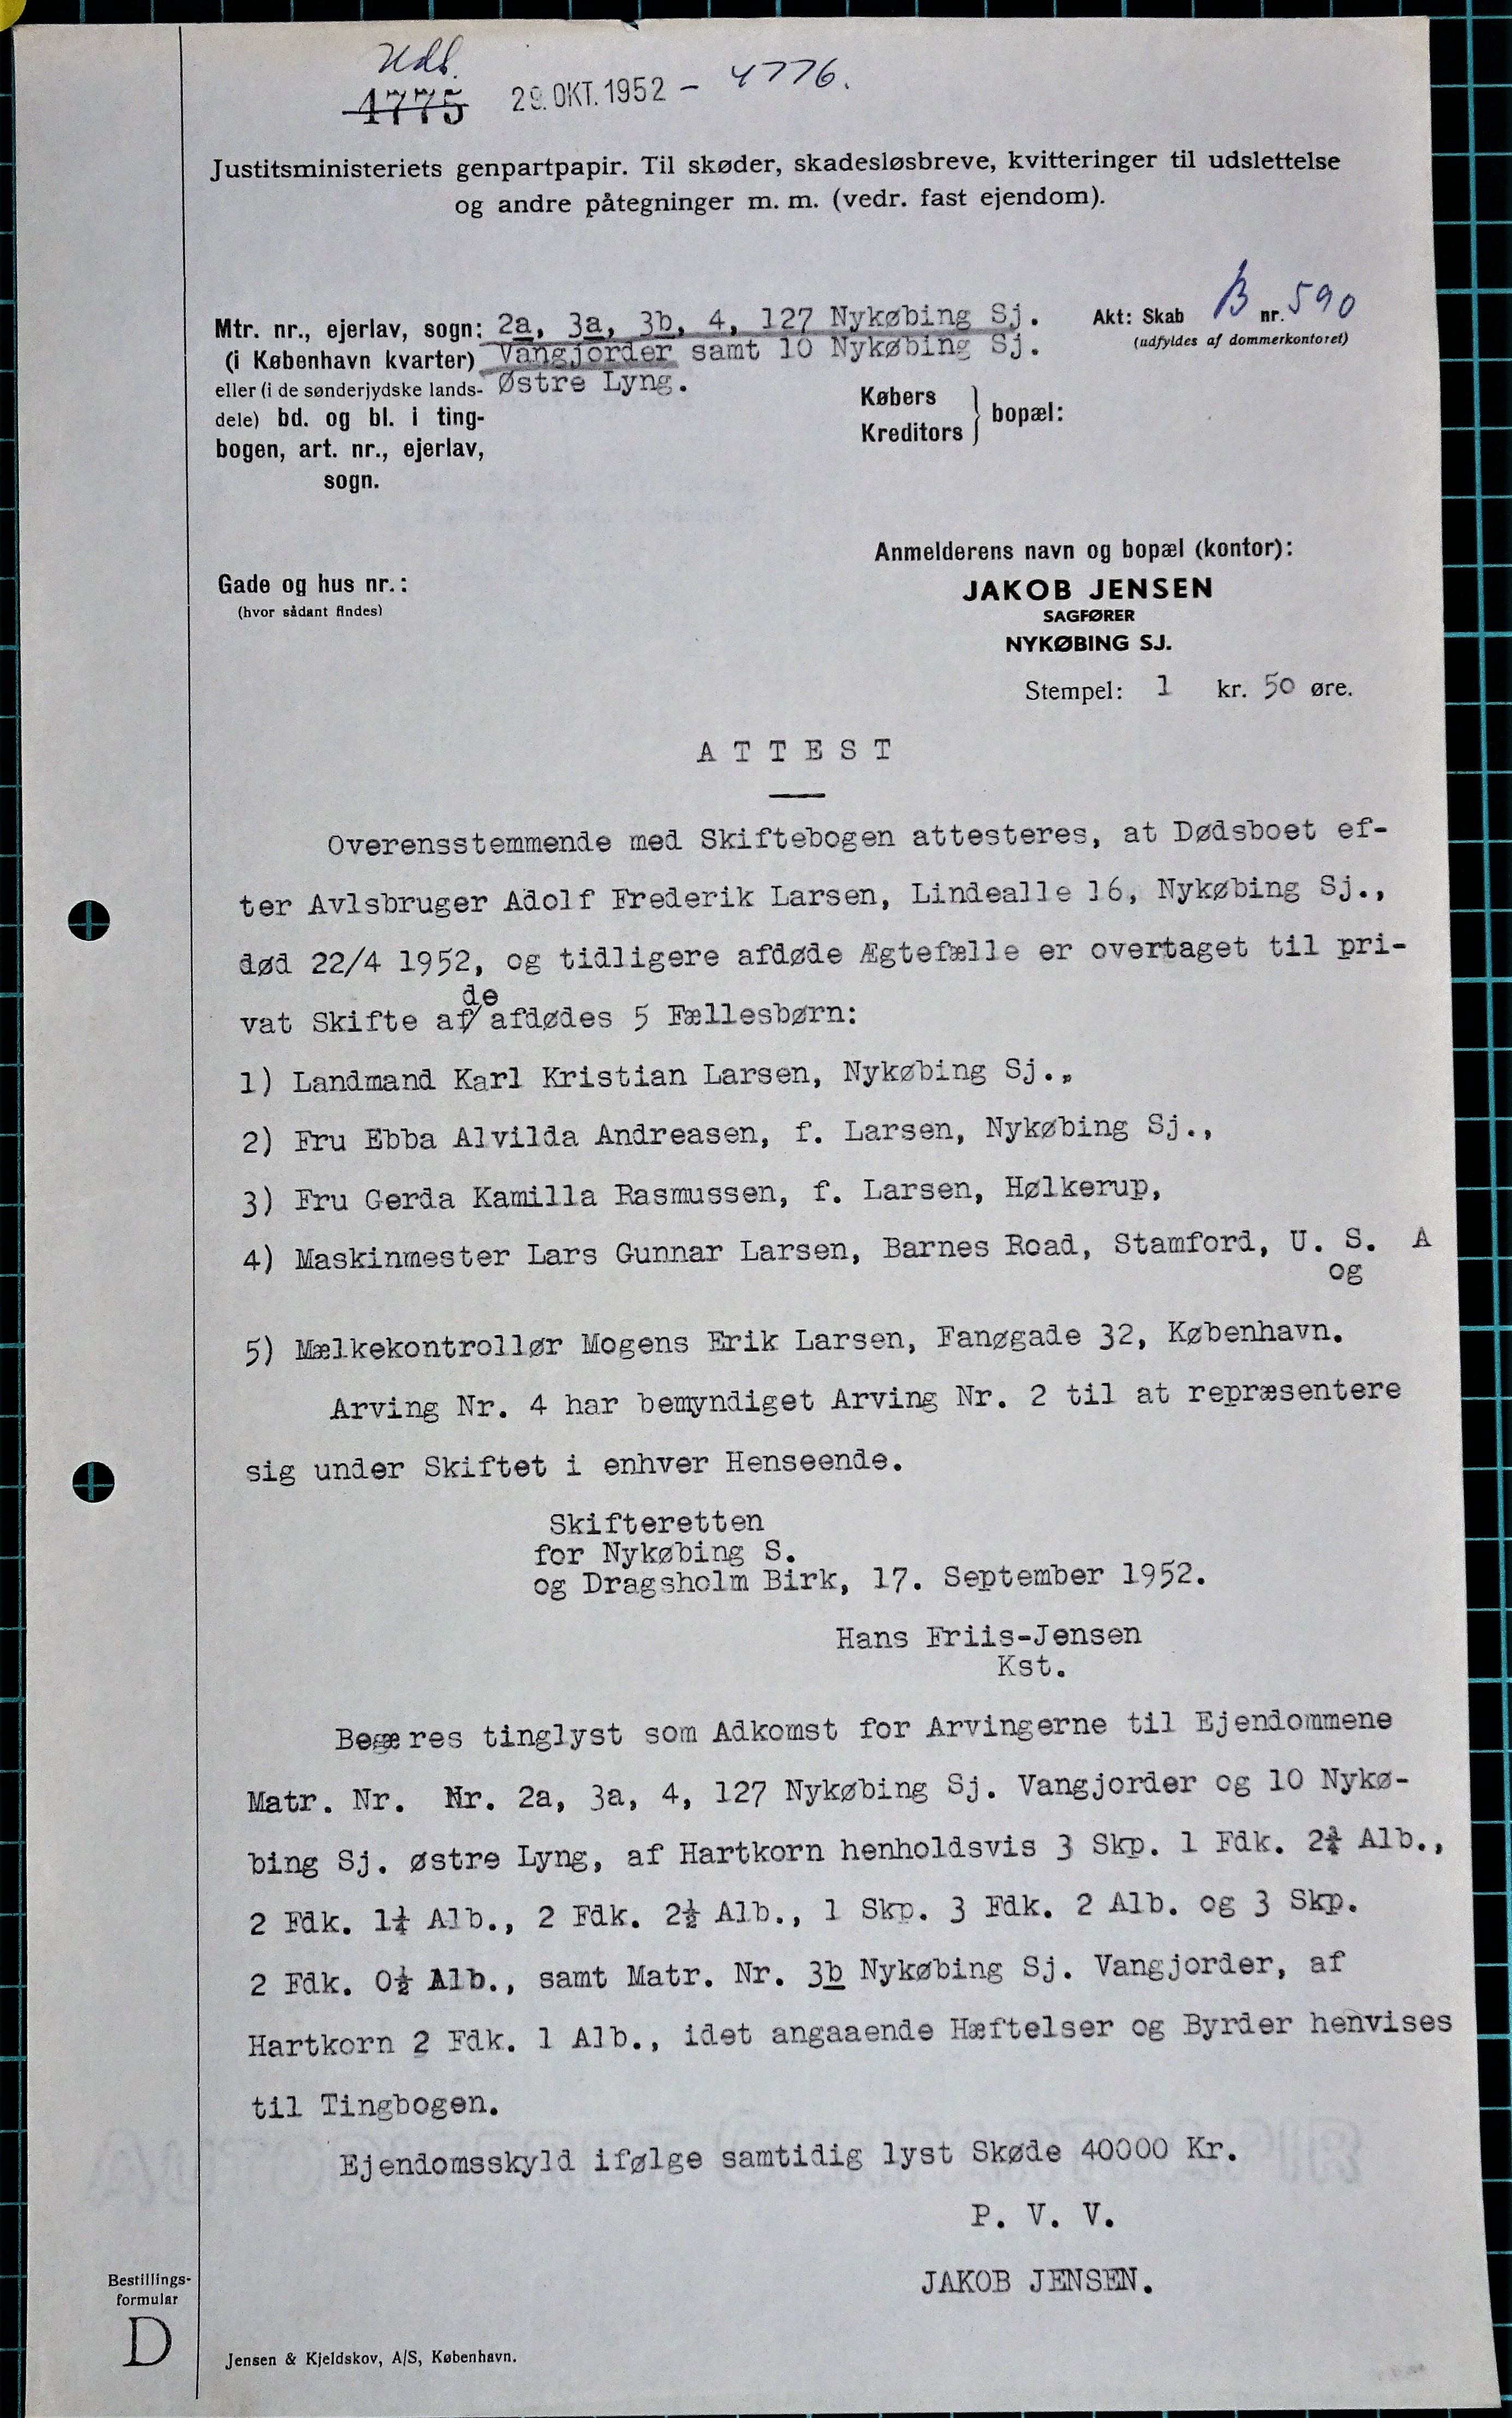 Udl.
4775 29. OKT. 1952 - 4776.
Justitsministeriets genpartpapir. Til skøder, skadesløsbreve, kvitteringer til udslettelse
og andre påtegninger m. m. (vedr. fast ejendom).
Mtr. nr., ejerlav, sogn: 2a, 3a, 3b, 4, 127 Nykøbing Sj.
(i København kvarter) Vangjorder samt 10 Nykøbing Sj.
eller (i de sønderjydske lands- Østre Lyng.
dele) bd. og bl. i ting-
bogen, art. nr., ejerlav,
sogn.
Akt: Skab B nr. 590
(udfyldes af dommerkontoret)
Købers
Kreditors } bopæl:
Gade og hus nr.:
(hvor sådant findes)
Anmelderens navn og bopæl (kontor):
JAKOB JENSEN
SAGFØRER
NYKØBING SJ.
Stempel: 1 kr. 50 øre.
A T T E S T
Overensstemmende med Skiftebogen attesteres, at Dødsboet ef-
ter Avlsbruger Adolf Frederik Larsen, Lindealle 16, Nykøbing Sj.,
død 22/4 1952, og tidligere afdøde Ægtefælle er overtaget til pri-
de
vat Skifte af/afdødes 5 Fællesbørn:
1) Landmand Karl Kristian Larsen, Nykøbing Sj.,
2) Fru Ebba Alvilda Andreasen, f. Larsen, Nykøbing Sj.,
3) Fru Gerda Kamilla Rasmussen, f. Larsen, Hølkerup,
4) Maskinmester Lars Gunnar Larsen, Barnes Road, Stamford, U. S. A
og
5) Mælkekontrollør Mogens Erik Larsen, Fanøgade 32, København.
Arving Nr. 4 har bemyndiget Arving Nr. 2 til at repræsentere
sig under Skiftet i enhver Henseende.
Skifteretten
for Nykøbing S.
og Dragsholm Birk, 17. September 1952.
Hans Friis-Jensen
Kst.
Begæres tinglyst som Adkomst for Arvingerne til Ejendommene
Matr. Nr. Nr. 2a, 3a, 4, 127 Nykøbing Sj. Vangjorder og 10 Nykø-
bing Sj. østre Lyng, af Hartkorn henholdsvis 3 Skp. 1 Fdk. 2¾ Alb.,
2 Fdk. 1¼ Alb., 2 Fdk. 2½ Alb., 1 Skp. 3 Fdk. 2 Alb. og 3 Skp.
2 Fdk. 0½ Alb., samt Matr. Nr. 3b Nykøbing Sj. Vangjorder, af
Hartkorn 2 Fdk. 1 Alb., idet angaaende Hæftelser og Byrder henvises
til Tingbogen.
Ejendomsskyld ifølge samtidig lyst Skøde 40000 Kr.
P. V. V.
JAKOB JENSEN.
Bestillings-
formular
D
Jensen & Kjeldskov, A/S, København.